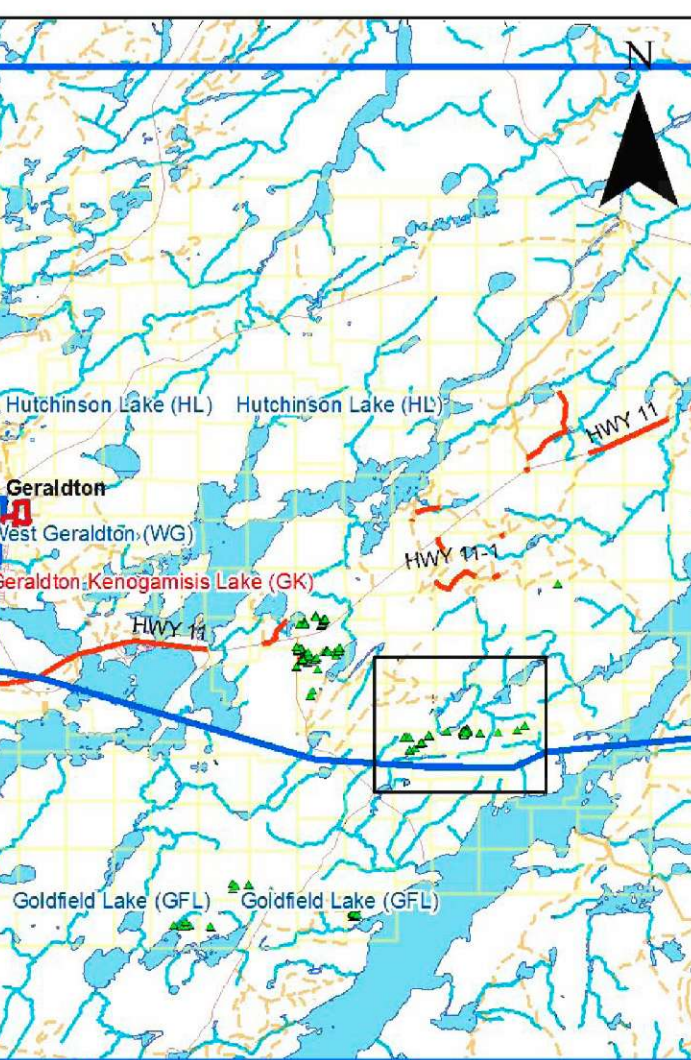 N
Hutchinson Lake (HL) Hutchinson Lake (HL)
HWY 11
Geraldton
West Geraldton (WG)
HWY 11-1
Geraldton Kenogamisis Lake (GK)
HWY 11
Goldfield Lake (GFL) Goldfield Lake (GFL)